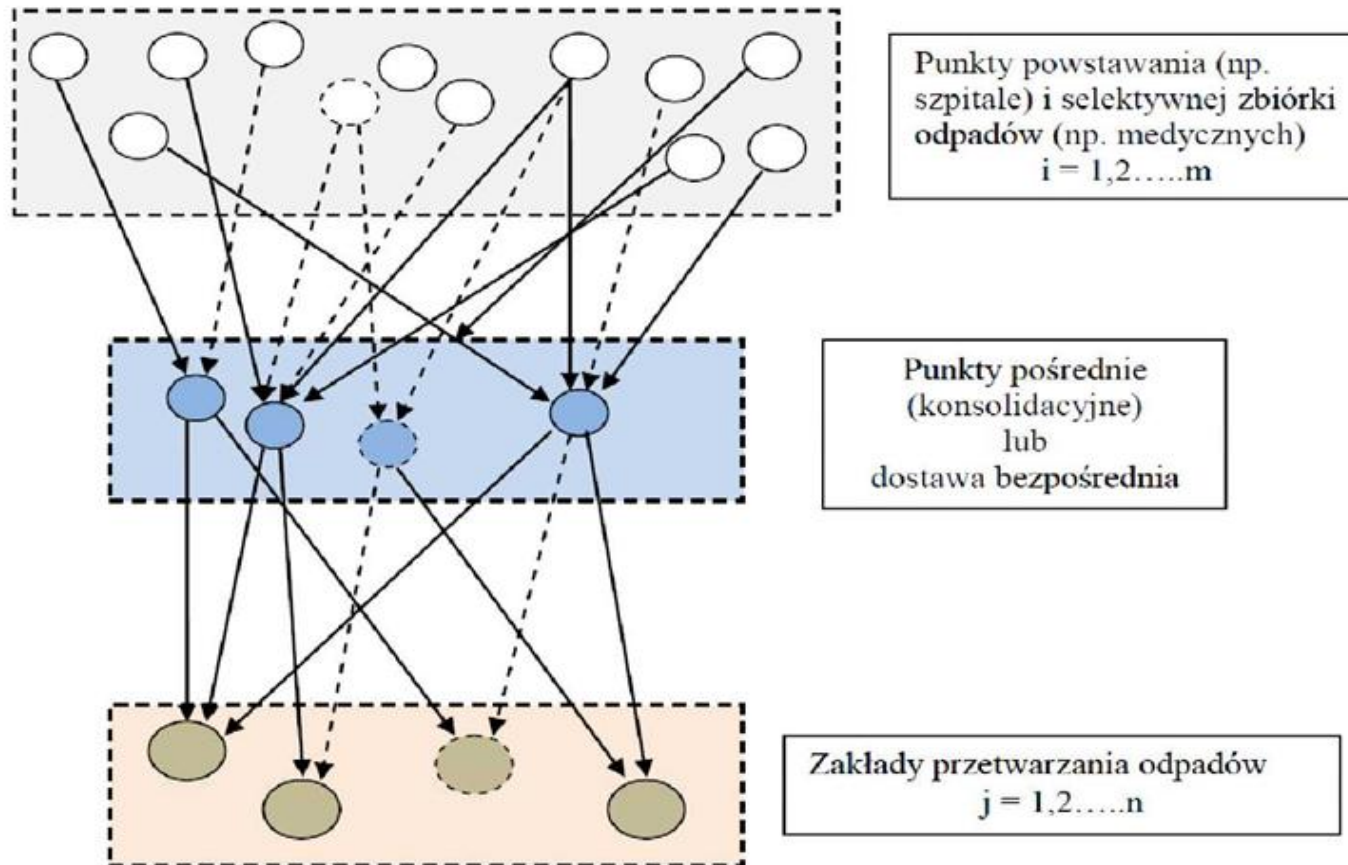 Punkty powstawania (np.
szpitale) i selektywnej zbiórki
odpadów (np. medycznych)
i = 1,2…..m
Punkty pośrednie
(konsolidacyjne)
lub
dostawa bezpośrednia
Zakłady przetwarzania odpadów
j = 1,2…..n